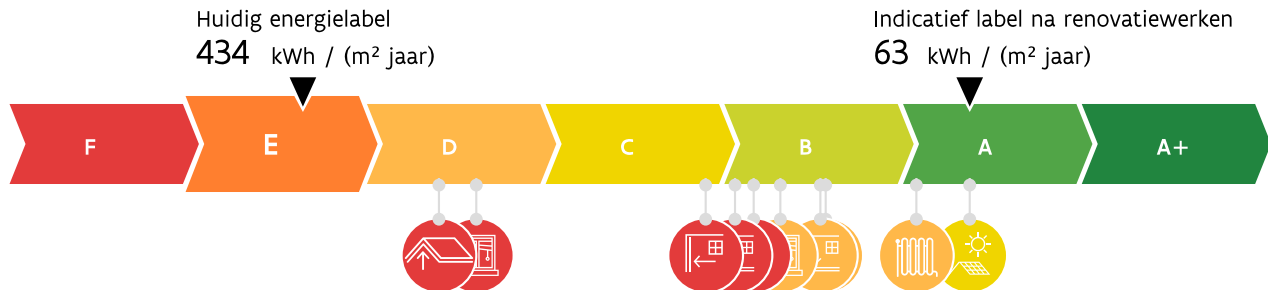 Huidig energielabel
434 kWh / (m² jaar)
Indicatief label na renovatiewerken
63 kWh / (m² jaar)
F E D C B A A+